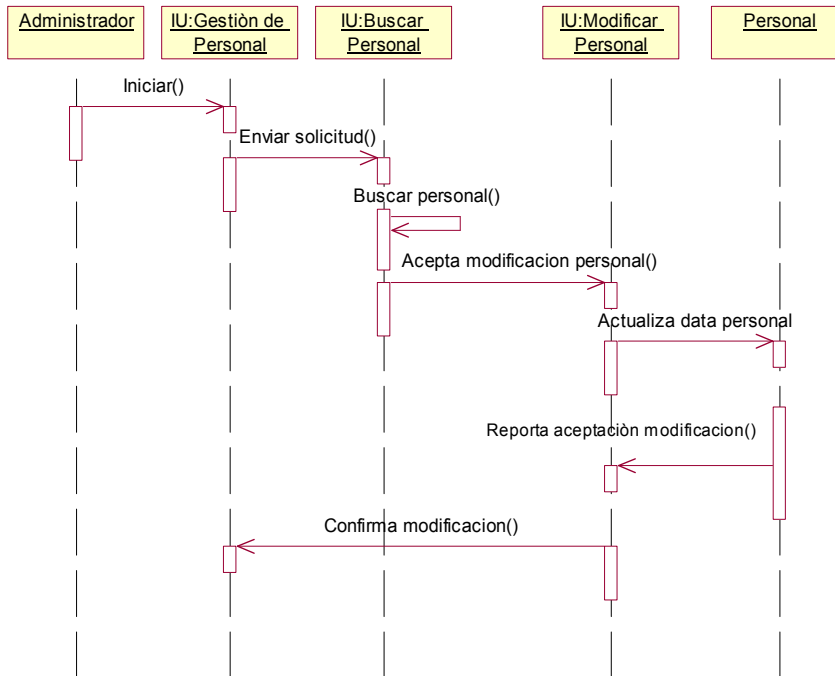 Administrador
IU:Gestiòn de
Personal
IU:Buscar
Personal
IU:Modificar
Personal
Personal
Iniciar()
Enviar solicitud()
Buscar personal()
Acepta modificacion personal()
Actualiza data personal
Reporta aceptaciòn modificacion()
Confirma modificacion()